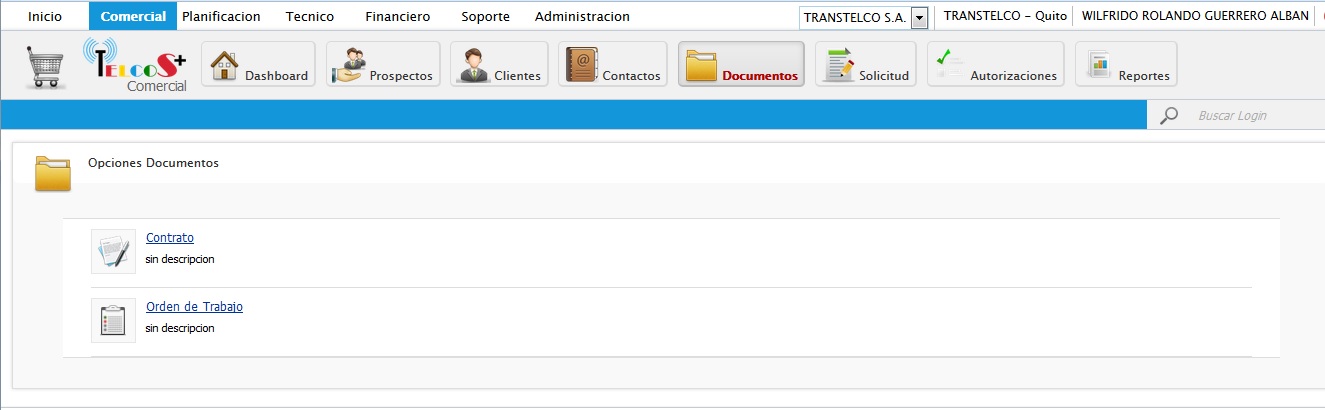 Inicio Comercial Planificacion Tecnico Financiero Soporte Administracion TRANSTELCO S.A. TRANSTELCO - Quito WILFRIDO ROLANDO GUERRERO ALBAN
TELCOS+ Comercial Dashboard Prospectos Clientes Contactos Documentos Solicitud Autorizaciones Reportes
Buscar Login
Opciones Documentos
Contrato
sin descripcion
Orden de Trabajo
sin descripcion